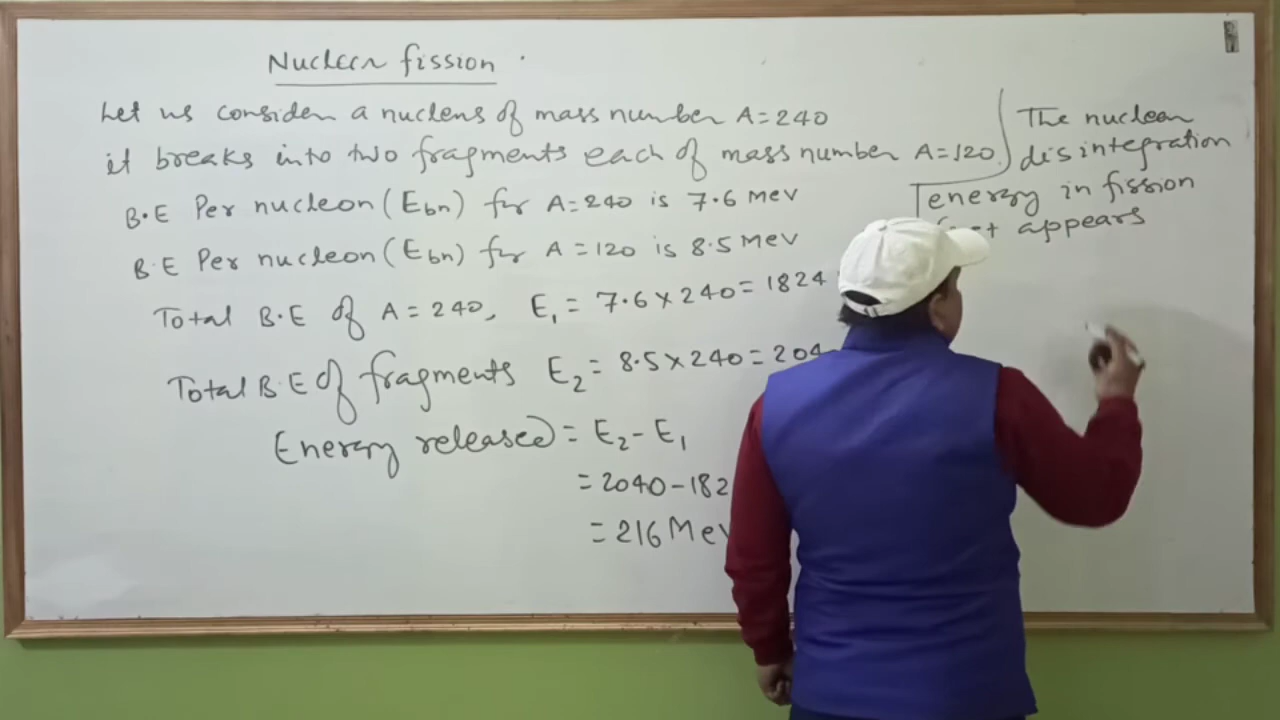 Nuclear fission.
Let us consider a nucleus of mass number A=240
it breaks into two fragments each of mass number A=120.
B.E Per nucleon (Ebn) for A=240 is 7.6 MeV
B.E Per nucleon (Ebn) for A=120 is 8.5 MeV
Total B.E of A=240, E₁ = 7.6×240=1824
Total B.E of fragments E₂ = 8.5×240=204
Energy released = E₂-E₁
= 2040-182
= 216 MeV
The nuclear
disintegration
energy in fission
appears